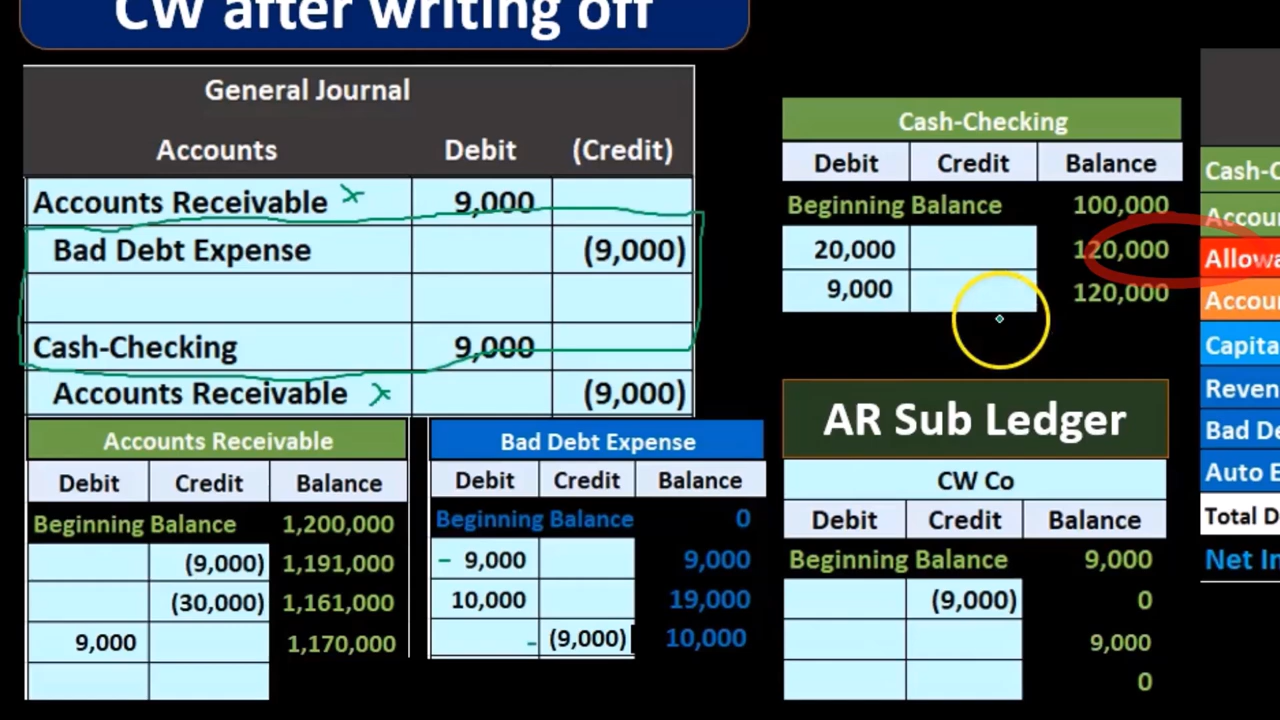 CW after writing off
General Journal
Accounts Debit (Credit)
Accounts Receivable 9,000
Bad Debt Expense (9,000)
Cash-Checking 9,000
Accounts Receivable (9,000)
Accounts Receivable
Debit Credit Balance
Beginning Balance 1,200,000
(9,000) 1,191,000
(30,000) 1,161,000
9,000 1,170,000
Bad Debt Expense
Debit Credit Balance
Beginning Balance 0
9,000 9,000
10,000 19,000
(9,000) 10,000
Cash-Checking
Debit Credit Balance
Beginning Balance 100,000
20,000 120,000
9,000 120,000
AR Sub Ledger
CW Co
Debit Credit Balance
Beginning Balance 9,000
(9,000) 0
9,000
0
Cash-C
Accou
Allowa
Accou
Capita
Reven
Bad De
Auto E
Total D
Net In